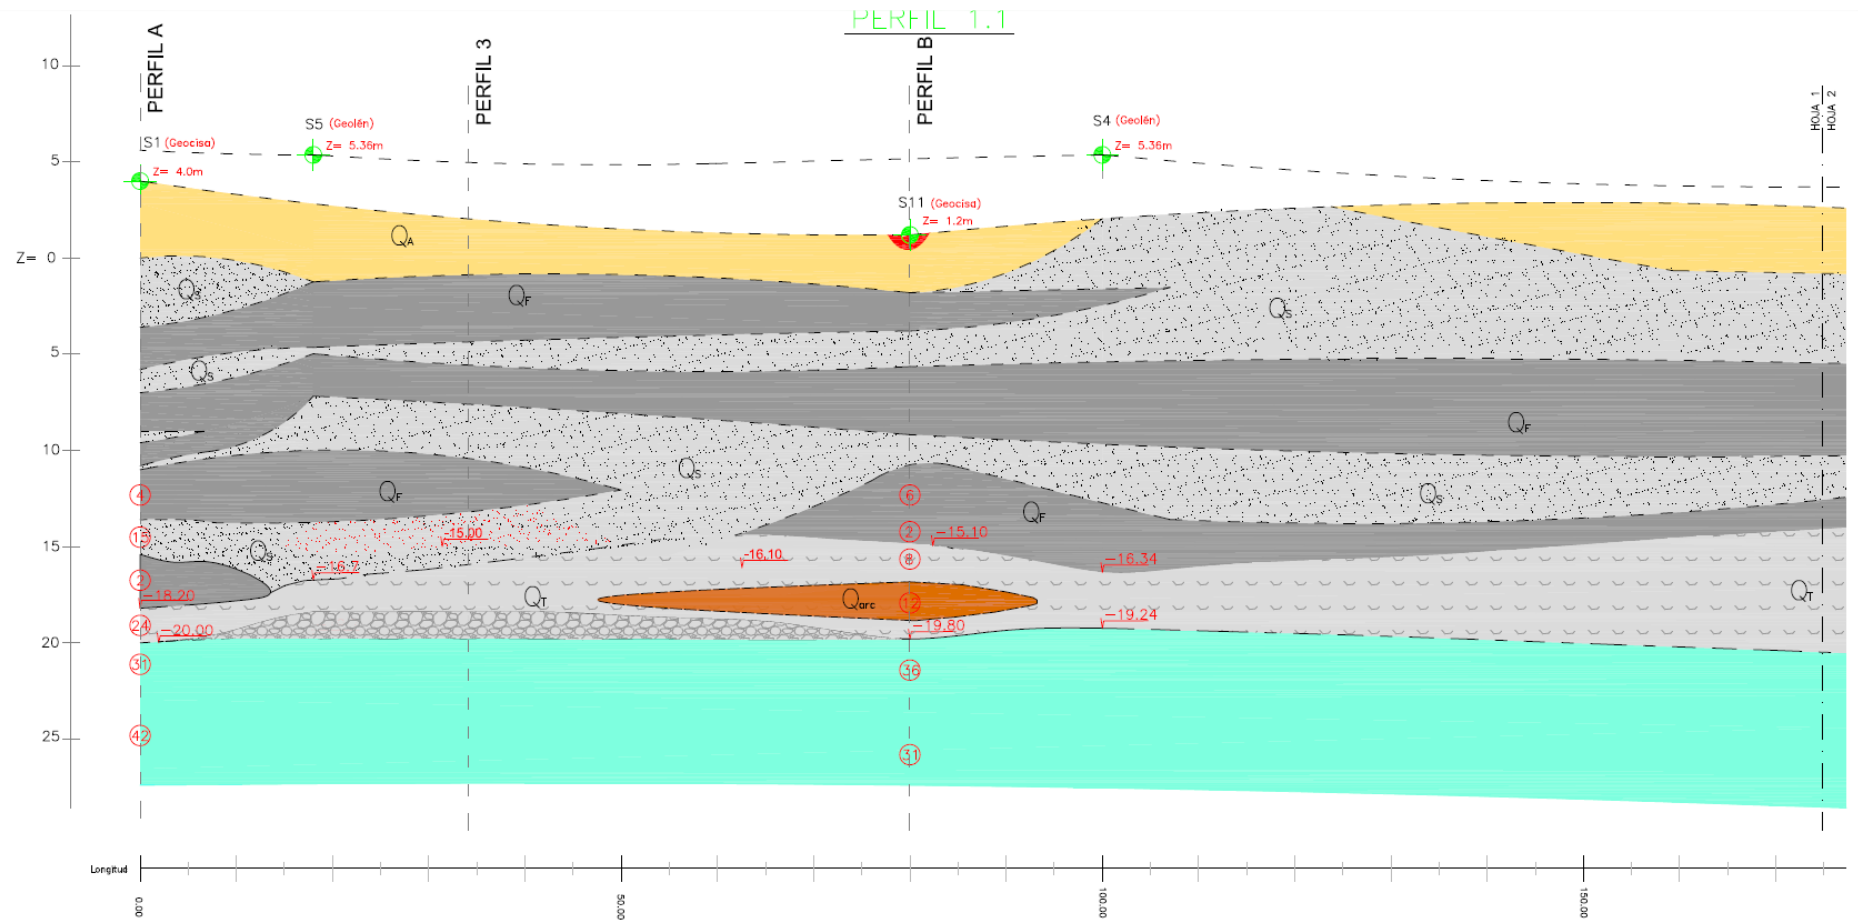 PERFIL 1.1
PERFIL A
PERFIL 3
PERFIL B
HOJA 1
HOJA 2
10
5
Z= 0
5
10
15
20
25
S1 (Geocisa)
Z= 4.0m
S5 (Geolén)
Z= 5.36m
S11 (Geocisa)
Z= 1.2m
S4 (Geolén)
Z= 5.36m
QA
QS
QF
QS
QS
QF
QS
QF
QS
QF
QS
QS
QT
Qarc
QT
4
15
2
-18.20
24
-20.00
31
42
-15.00
-16.7
-16.10
6
2
-15.10
8
12
-19.80
36
31
-16.34
-19.24
Longitud
0.00
50.00
100.00
150.00